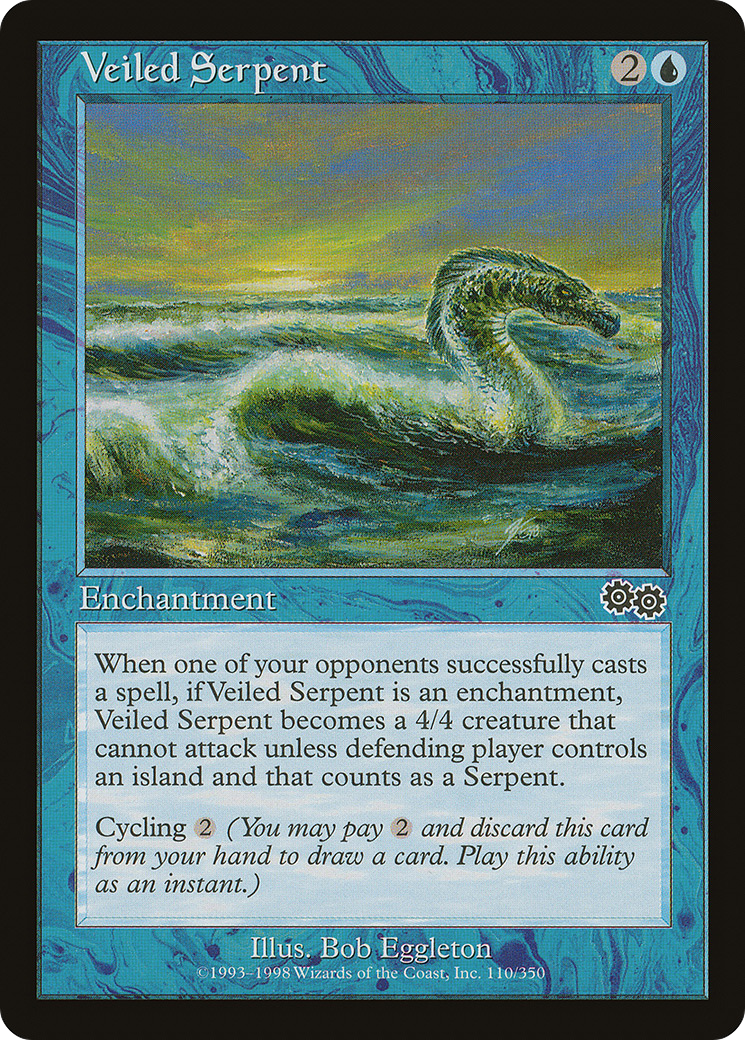 Veiled Serpent 2
Enchantment
When one of your opponents successfully casts
a spell, if Veiled Serpent is an enchantment,
Veiled Serpent becomes a 4/4 creature that
cannot attack unless defending player controls
an island and that counts as a Serpent.
Cycling 2 (You may pay 2 and discard this card
from your hand to draw a card. Play this ability
as an instant.)
Illus. Bob Eggleton
©1993–1998 Wizards of the Coast, Inc. 110/350